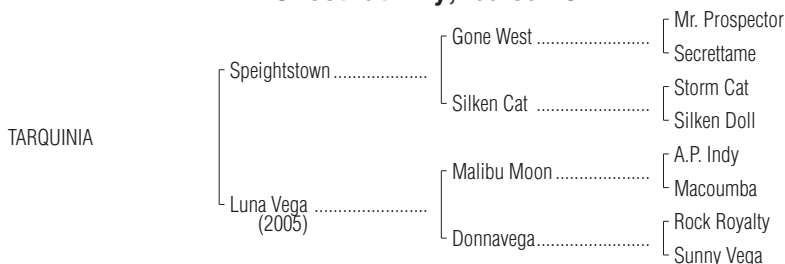 Mr. Prospector
Gone West ..........................
Secrettame
Speightstown .....................
Storm Cat
Silken Cat ..........................
Silken Doll
TARQUINIA
A.P. Indy
Malibu Moon ......................
Macoumba
Luna Vega ..........................
(2005)
Rock Royalty
Donnavega..........................
Sunny Vega